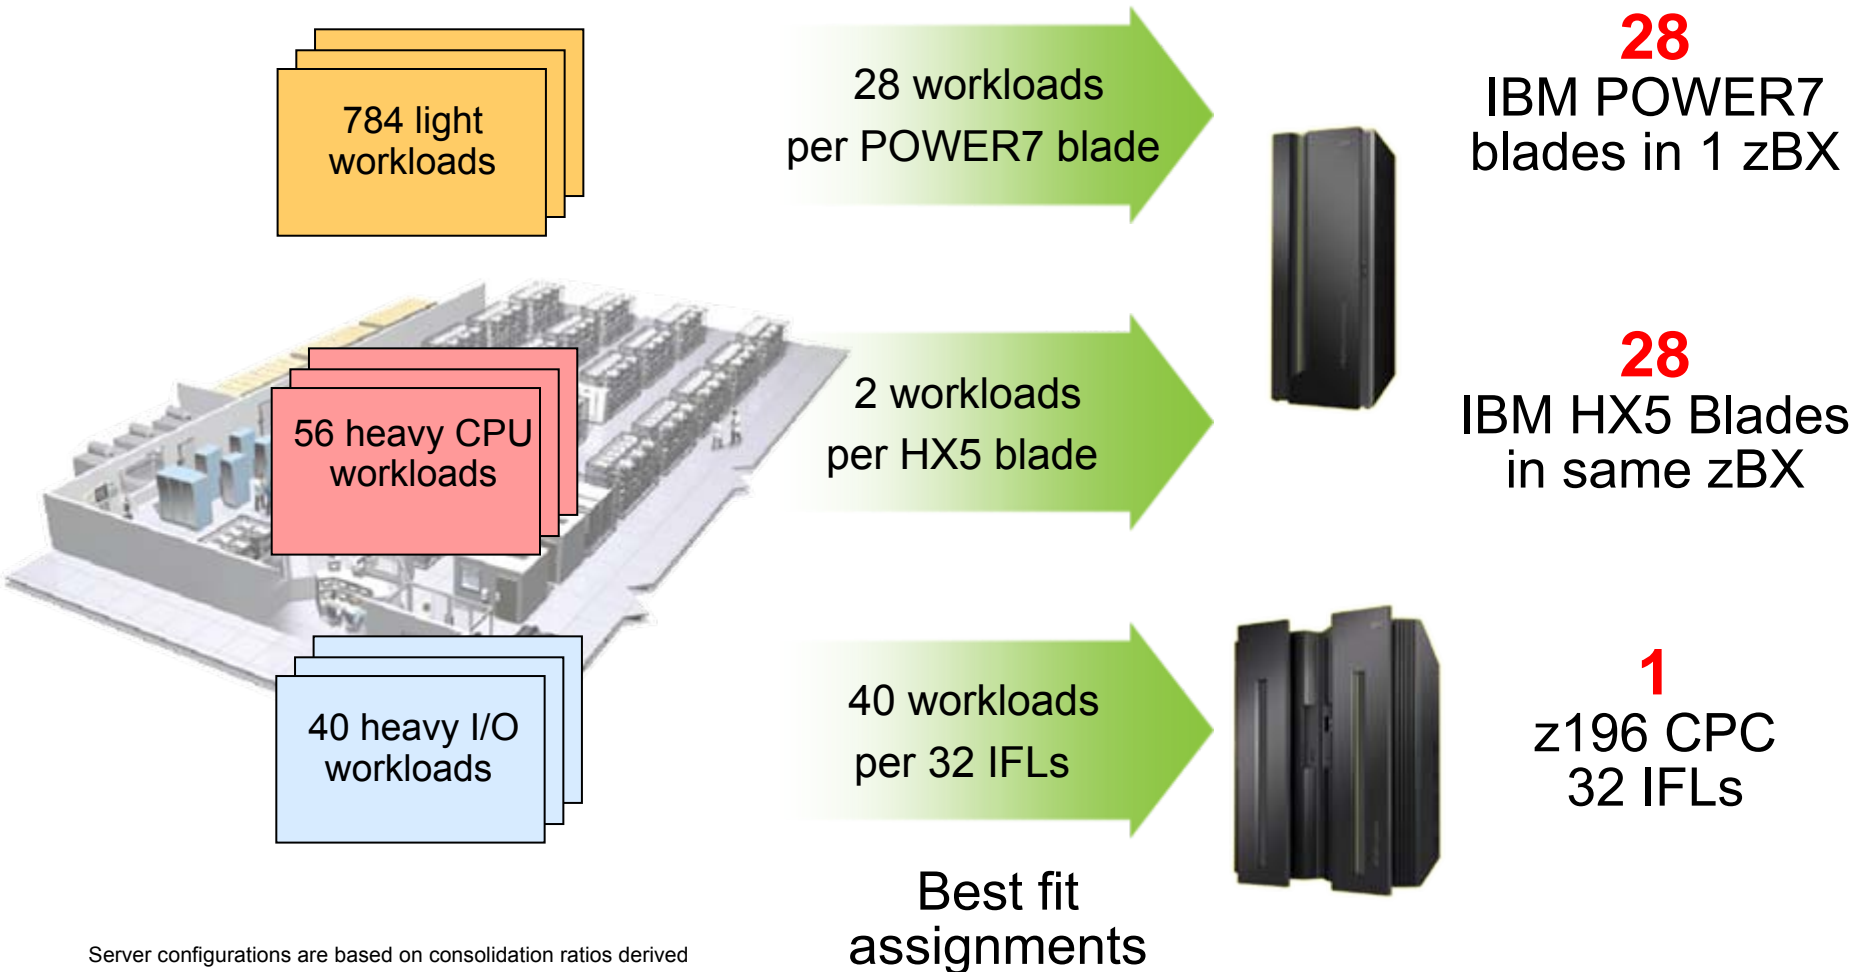 784 light
workloads
28 workloads
per POWER7 blade
28
IBM POWER7
blades in 1 zBX
56 heavy CPU
workloads
2 workloads
per HX5 blade
28
IBM HX5 Blades
in same zBX
40 heavy I/O
workloads
40 workloads
per 32 IFLs
1
z196 CPC
32 IFLs
Best fit
assignments
Server configurations are based on consolidation ratios derived